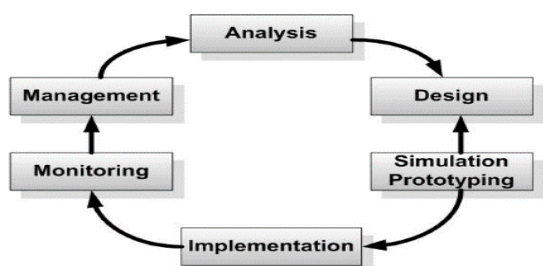 Analysis
Management
Design
Monitoring
Simulation
Prototyping
Implementation